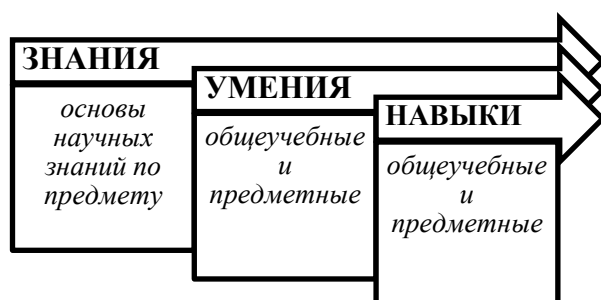 ЗНАНИЯ
основы
научных
знаний по
предмету
УМЕНИЯ
общеучебные
и
предметные
НАВЫКИ
общеучебные
и
предметные